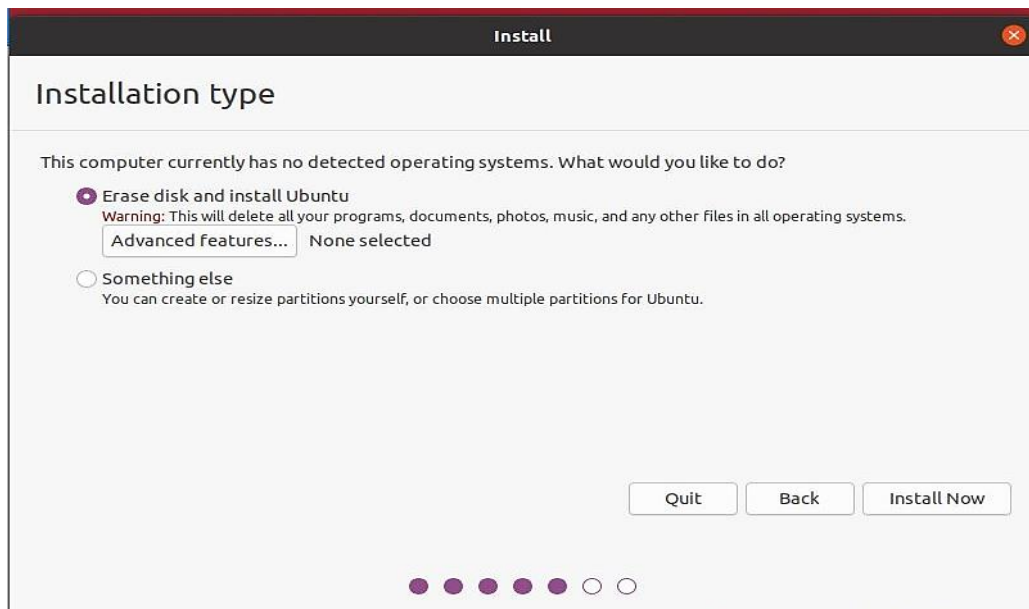 Install
Installation type
This computer currently has no detected operating systems. What would you like to do?
Erase disk and install Ubuntu
Warning: This will delete all your programs, documents, photos, music, and any other files in all operating systems.
Advanced features... None selected
Something else
You can create or resize partitions yourself, or choose multiple partitions for Ubuntu.
Quit Back Install Now